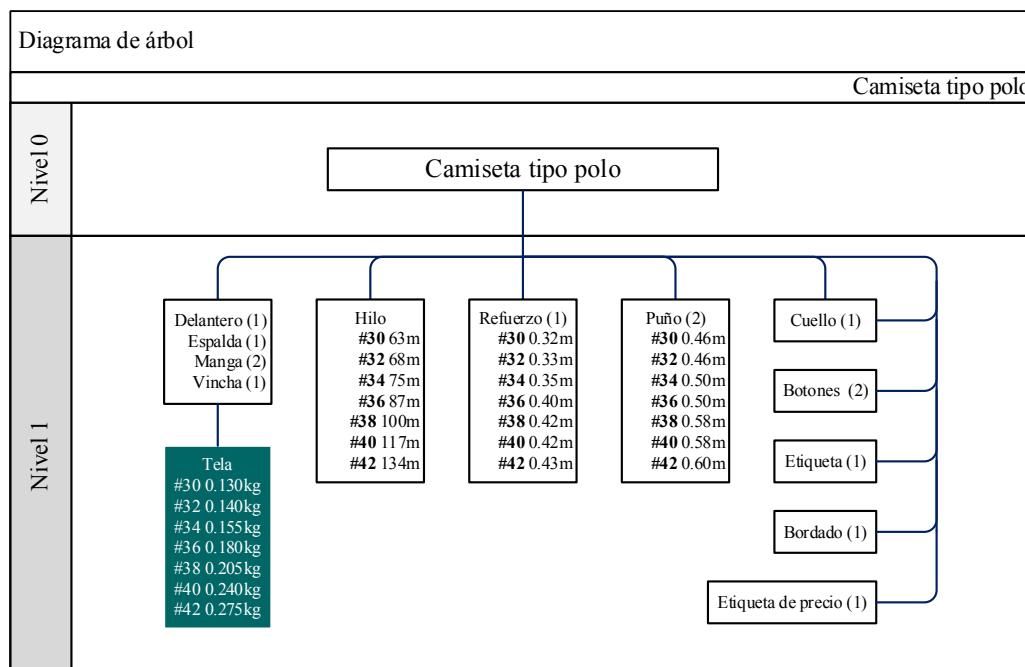 Diagrama de árbol
Camiseta tipo polo
Nivel 0
Camiseta tipo polo
Nivel 1
Delantero (1)
Espalda (1)
Manga (2)
Vincha (1)
Tela
#30 0.130kg
#32 0.140kg
#34 0.155kg
#36 0.180kg
#38 0.205kg
#40 0.240kg
#42 0.275kg
Hilo
#30 63m
#32 68m
#34 75m
#36 87m
#38 100m
#40 117m
#42 134m
Refuerzo (1)
#30 0.32m
#32 0.33m
#34 0.35m
#36 0.40m
#38 0.42m
#40 0.42m
#42 0.43m
Puño (2)
#30 0.46m
#32 0.46m
#34 0.50m
#36 0.50m
#38 0.58m
#40 0.58m
#42 0.60m
Cuello (1)
Botones (2)
Etiqueta (1)
Bordado (1)
Etiqueta de precio (1)